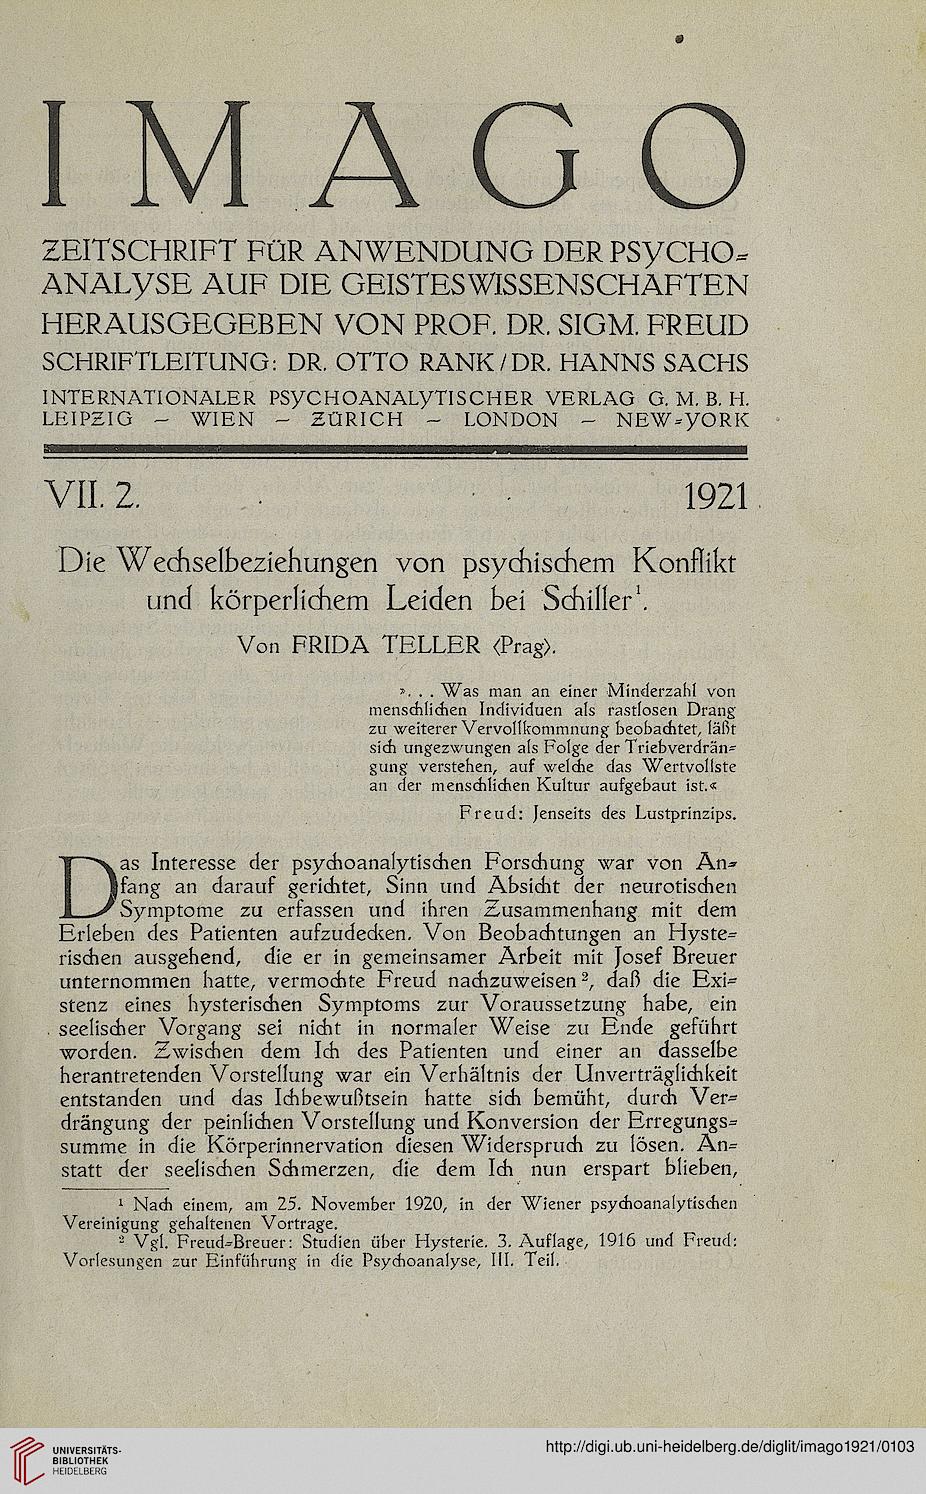 IMAGO
ZEITSCHRIFT FÜR ANWENDUNG DER PSYCHO-
ANALYSE AUF DIE GEISTESWISSENSCHAFTEN
HERAUSGEGEBEN VON PROF. DR. SIGM. FREUD
SCHRIFTLEITUNG: DR. OTTO RANK / DR. HANNS SACHS
INTERNATIONALER PSYCHOANALYTISCHER VERLAG G. M. B. H.
LEIPZIG – WIEN – ZÜRICH – LONDON – NEW-YORK
VII. 2. 1921
Die Wechselbeziehungen von psychischem Konflikt
und körperlichem Leiden bei Schiller¹.
Von FRIDA TELLER ⟨Prag⟩.
». . . Was man an einer Minderzahl von
menschlichen Individuen als rastlosen Drang
zu weiterer Vervollkommnung beobachtet, läßt
sich ungezwungen als Folge der Triebverdrän-
gung verstehen, auf welche das Wertvollste
an der menschlichen Kultur aufgebaut ist.«
Freud: Jenseits des Lustprinzips.
Das Interesse der psychoanalytischen Forschung war von An-
fang an darauf gerichtet, Sinn und Absicht der neurotischen
Symptome zu erfassen und ihren Zusammenhang mit dem
Erleben des Patienten aufzudecken. Von Beobachtungen an Hyste-
rischen ausgehend, die er in gemeinsamer Arbeit mit Josef Breuer
unternommen hatte, vermochte Freud nachzuweisen², daß die Exi-
stenz eines hysterischen Symptoms zur Voraussetzung habe, ein
seelischer Vorgang sei nicht in normaler Weise zu Ende geführt
worden. Zwischen dem Ich des Patienten und einer an dasselbe
herantretenden Vorstellung war ein Verhältnis der Unverträglichkeit
entstanden und das Ichbewußtsein hatte sich bemüht, durch Ver-
drängung der peinlichen Vorstellung und Konversion der Erregungs-
summe in die Körperinnervation diesen Widerspruch zu lösen. An-
statt der seelischen Schmerzen, die dem Ich nun erspart blieben,
¹ Nach einem, am 25. November 1920, in der Wiener psychoanalytischen
Vereinigung gehaltenen Vortrage.
² Vgl. Freud-Breuer: Studien über Hysterie. 3. Auflage, 1916 und Freud:
Vorlesungen zur Einführung in die Psychoanalyse, III. Teil.
UNIVERSITÄTS-
BIBLIOTHEK
HEIDELBERG
http://digi.ub.uni-heidelberg.de/diglit/imago1921/0103